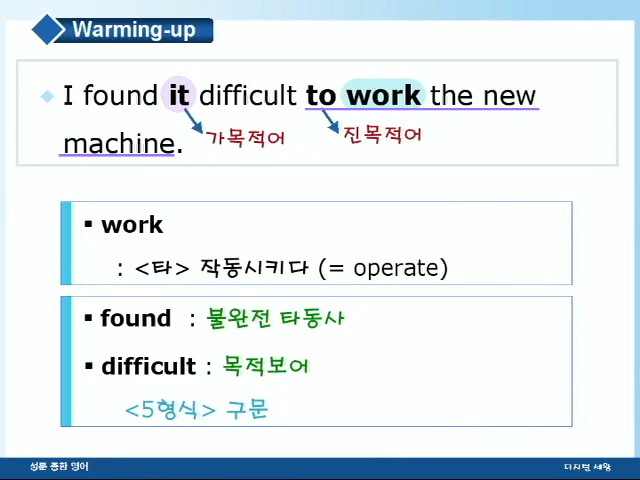 Warming-up
I found it difficult to work the new
가목적어 진목적어
machine.
▪ work
: <타> 작동시키다 (= operate)
▪ found : 불완전 타동사
▪ difficult : 목적보어
<5형식> 구문
성문 종합 영어
디지털 세왕